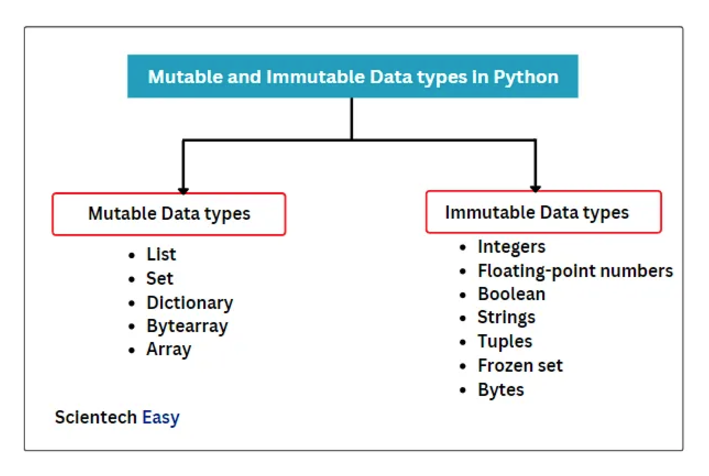 Mutable and Immutable Data types in Python
Mutable Data types
• List
• Set
• Dictionary
• Bytearray
• Array
Immutable Data types
• Integers
• Floating-point numbers
• Boolean
• Strings
• Tuples
• Frozen set
• Bytes
Scientech Easy